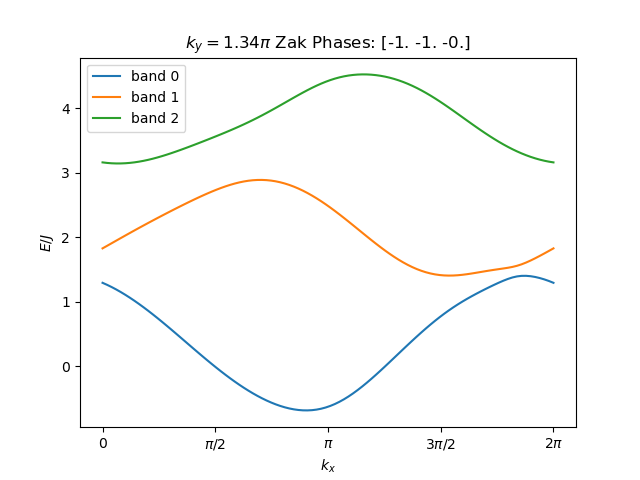 k_y = 1.34π Zak Phases: [-1. -1. -0.]
band 0
band 1
band 2
4
3
2
1
0
E/J
0 π/2 π 3π/2 2π
k_x